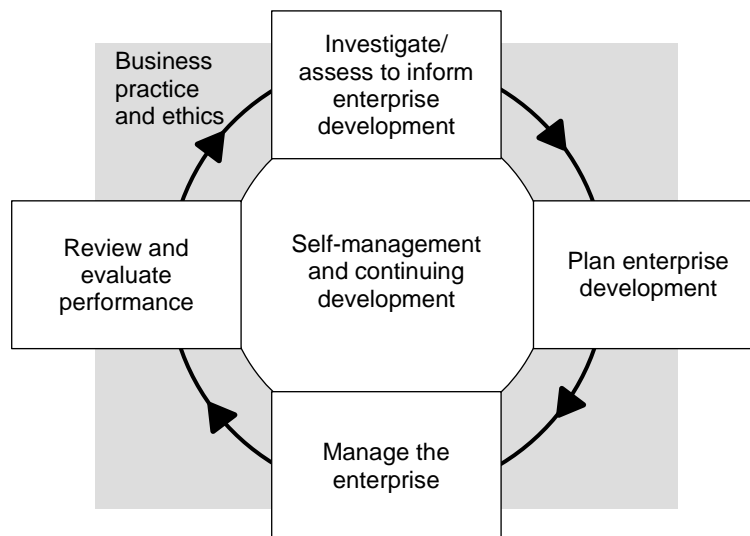 Business
practice
and ethics
Investigate/
assess to inform
enterprise
development
Review and
evaluate
performance
Self-management
and continuing
development
Plan enterprise
development
Manage the
enterprise